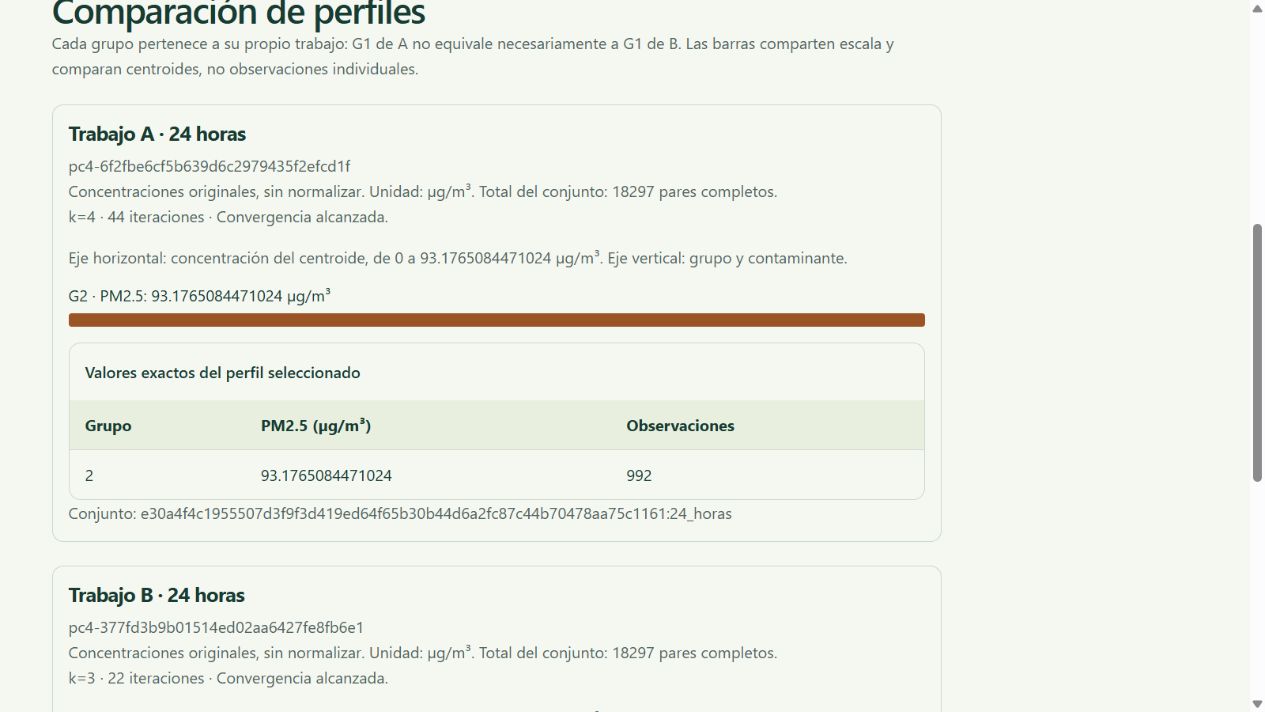 Comparación de perfiles
Cada grupo pertenece a su propio trabajo: G1 de A no equivale necesariamente a G1 de B. Las barras comparten escala y
comparan centroides, no observaciones individuales.
Trabajo A · 24 horas
pc4-6f2fbe6cf5b639d6c2979435f2efcd1f
Concentraciones originales, sin normalizar. Unidad: µg/m³. Total del conjunto: 18297 pares completos.
k=4 · 44 iteraciones · Convergencia alcanzada.
Eje horizontal: concentración del centroide, de 0 a 93.1765084471024 µg/m³. Eje vertical: grupo y contaminante.
G2 · PM2.5: 93.1765084471024 µg/m³
Valores exactos del perfil seleccionado
Grupo PM2.5 (µg/m³) Observaciones
2 93.1765084471024 992
Conjunto: e30a4f4c1955507d3f9f3d419ed64f65b30b44d6a2fc87c44b70478aa75c1161:24_horas
Trabajo B · 24 horas
pc4-377fd3b9b01514ed02aa6427fe8fb6e1
Concentraciones originales, sin normalizar. Unidad: µg/m³. Total del conjunto: 18297 pares completos.
k=3 · 22 iteraciones · Convergencia alcanzada.